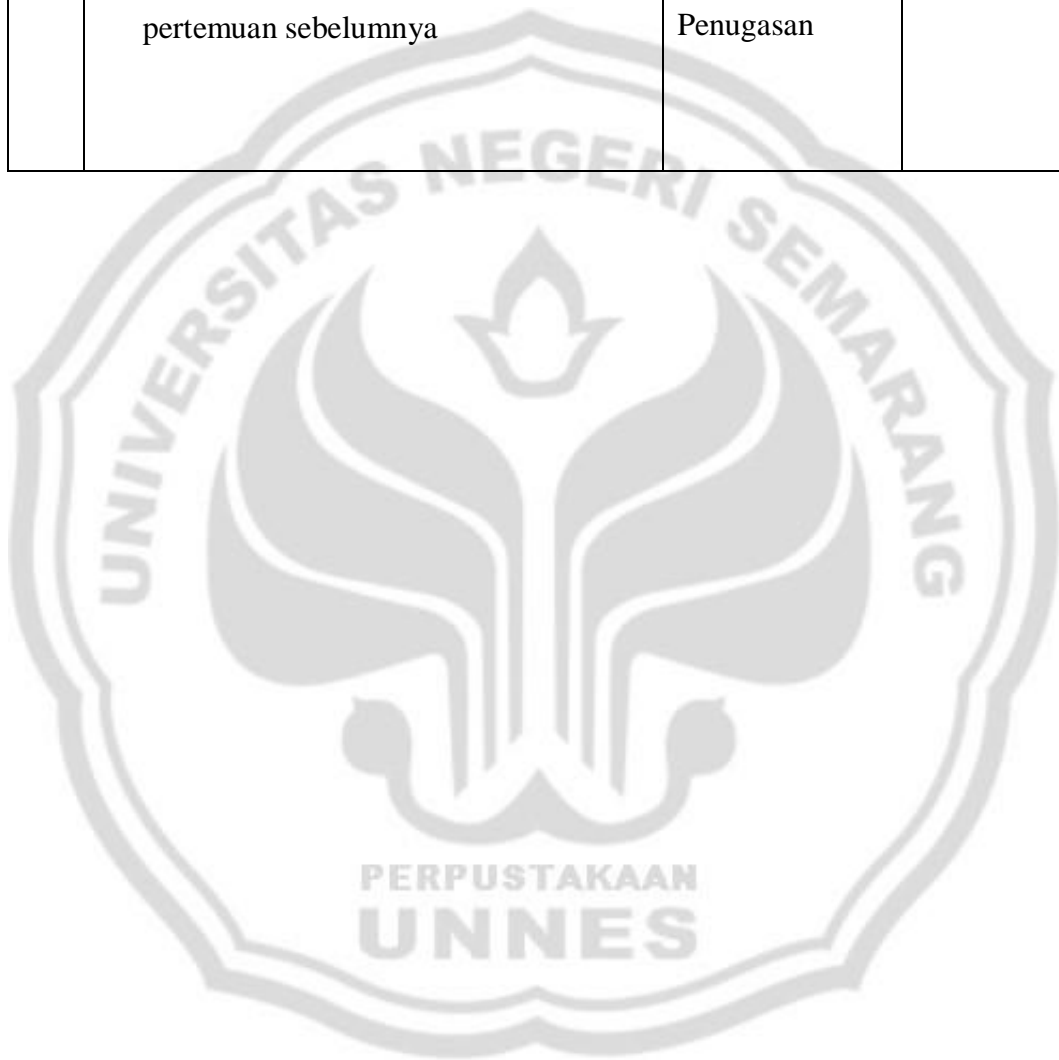 pertemuan sebelumnya
Penugasan
UNIVERSITAS NEGERI SEMARANG
PERPUSTAKAAN
UNNES